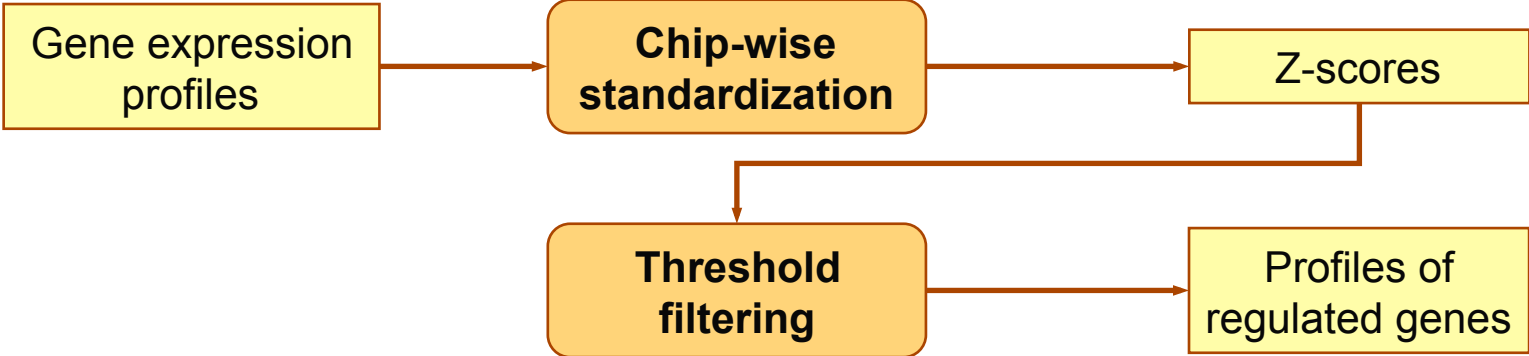 Gene expression
profiles
Chip-wise
standardization
Z-scores
Threshold
filtering
Profiles of
regulated genes